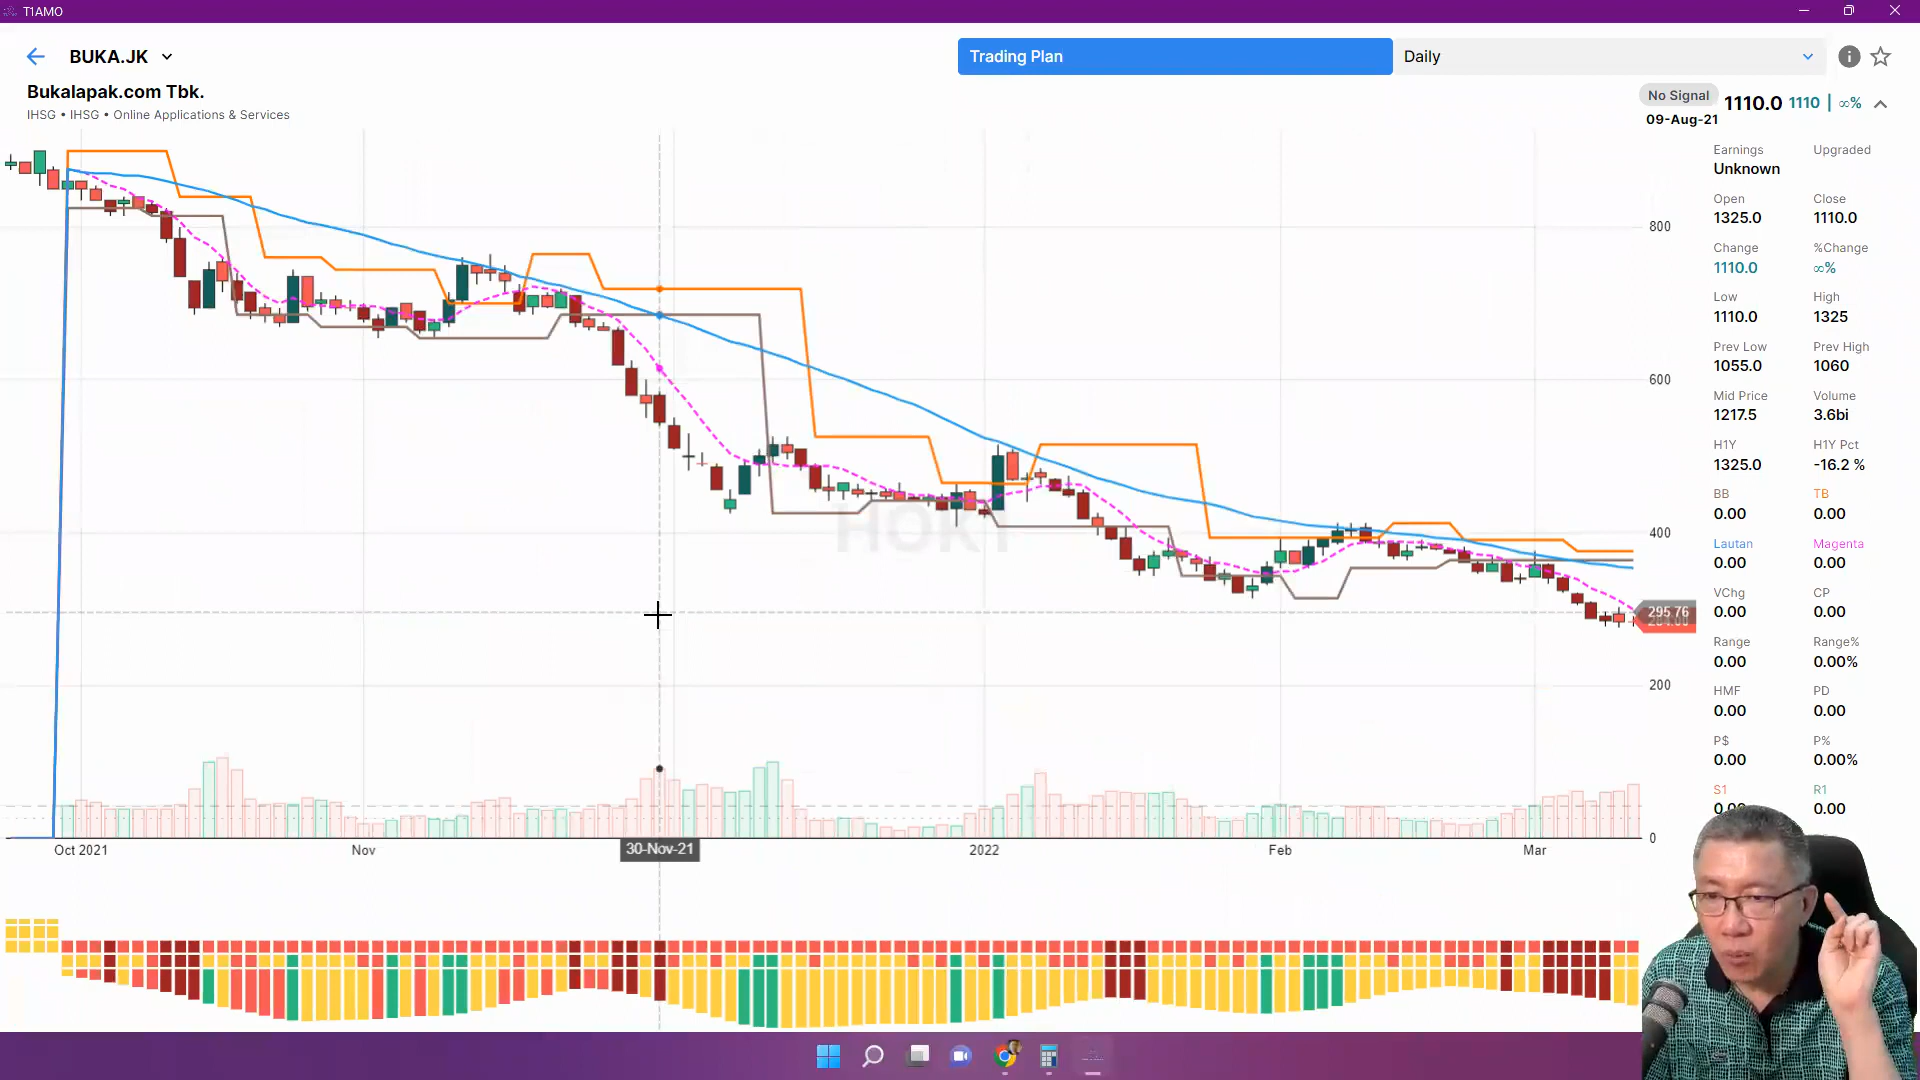 T1AMO
BUKA.JK
Trading Plan
Daily
Bukalapak.com Tbk.
IHSG • IHSG • Online Applications & Services
No Signal
1110.0 1110 | ∞%
09-Aug-21
Earnings Upgraded
Unknown
Open Close
1325.0 1110.0
Change %Change
1110.0 ∞%
Low High
1110.0 1325
Prev Low Prev High
1055.0 1060
Mid Price Volume
1217.5 3.6bi
H1Y H1Y Pct
1325.0 -16.2 %
BB TB
0.00 0.00
Lautan Magenta
0.00 0.00
VChg CP
0.00 0.00
Range Range%
0.00 0.00%
HMF PD
0.00 0.00
P$ P%
0.00 0.00%
S1 R1
0.00
800
600
400
295.76
200
0
Oct 2021 Nov 30-Nov-21 2022 Feb Mar